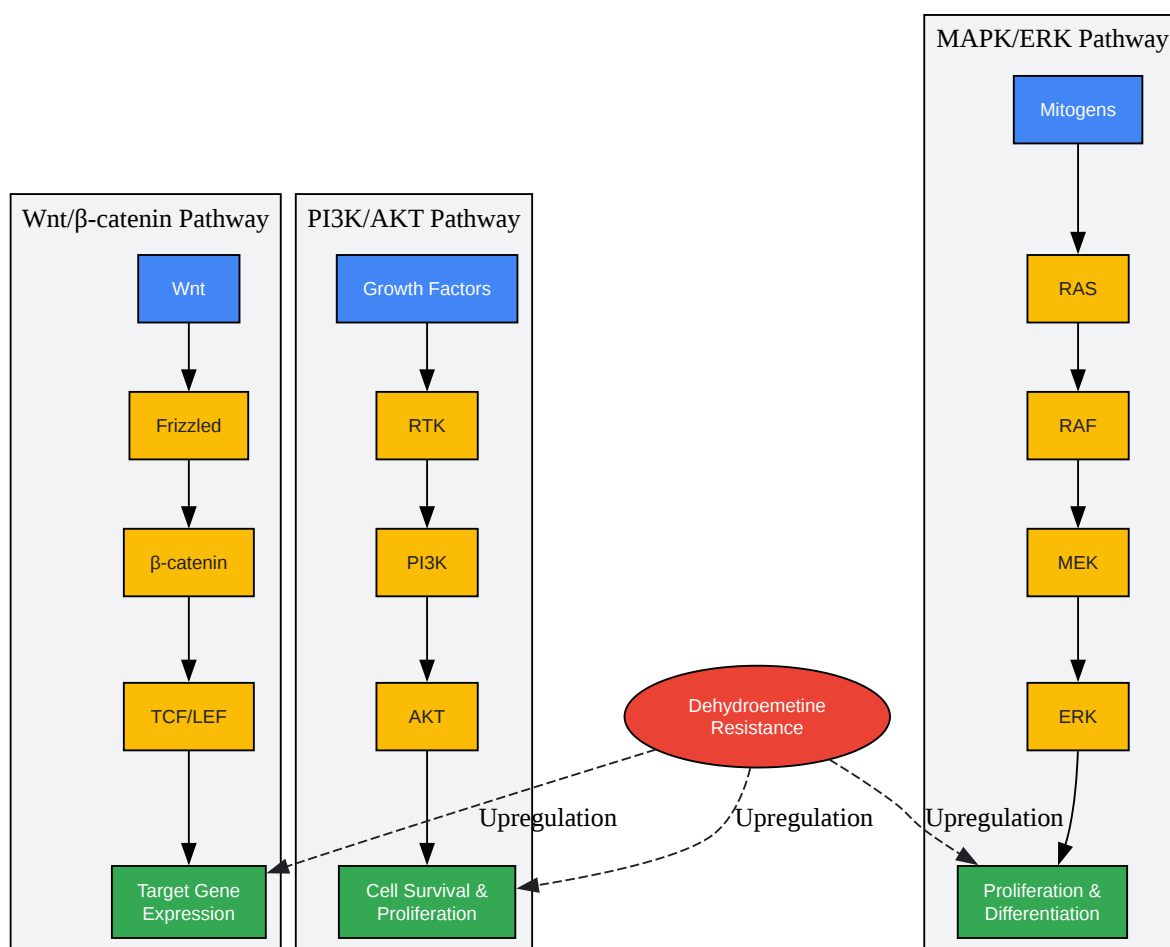 Wnt/β-catenin Pathway
Wnt
Frizzled
β-catenin
TCF/LEF
Target Gene
Expression
PI3K/AKT Pathway
Growth Factors
RTK
PI3K
AKT
Cell Survival &
Proliferation
MAPK/ERK Pathway
Mitogens
RAS
RAF
MEK
ERK
Proliferation &
Differentiation
Dehydroemetine
Resistance
Upregulation
Upregulation
Upregulation